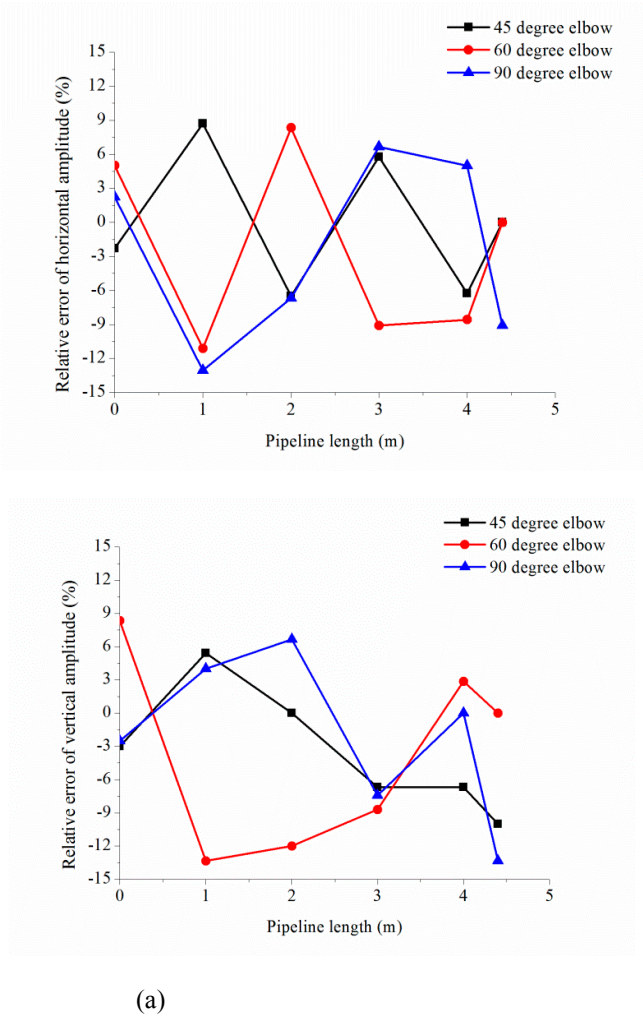 45 degree elbow
60 degree elbow
90 degree elbow
Relative error of horizontal amplitude (%)
15
12
9
6
3
0
-3
-6
-9
-12
-15
0 1 2 3 4 5
Pipeline length (m)
45 degree elbow
60 degree elbow
90 degree elbow
Relative error of vertical amplitude (%)
15
12
9
6
3
0
-3
-6
-9
-12
-15
0 1 2 3 4 5
Pipeline length (m)
(a)